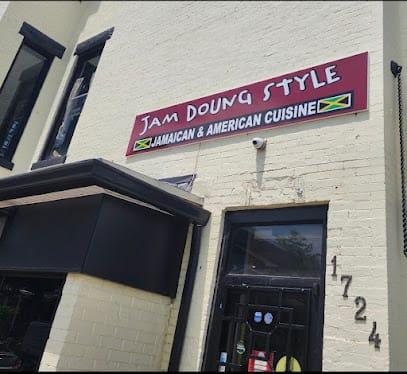 JAM DOUNG STYLE
JAMAICAN & AMERICAN CUISINE
1724